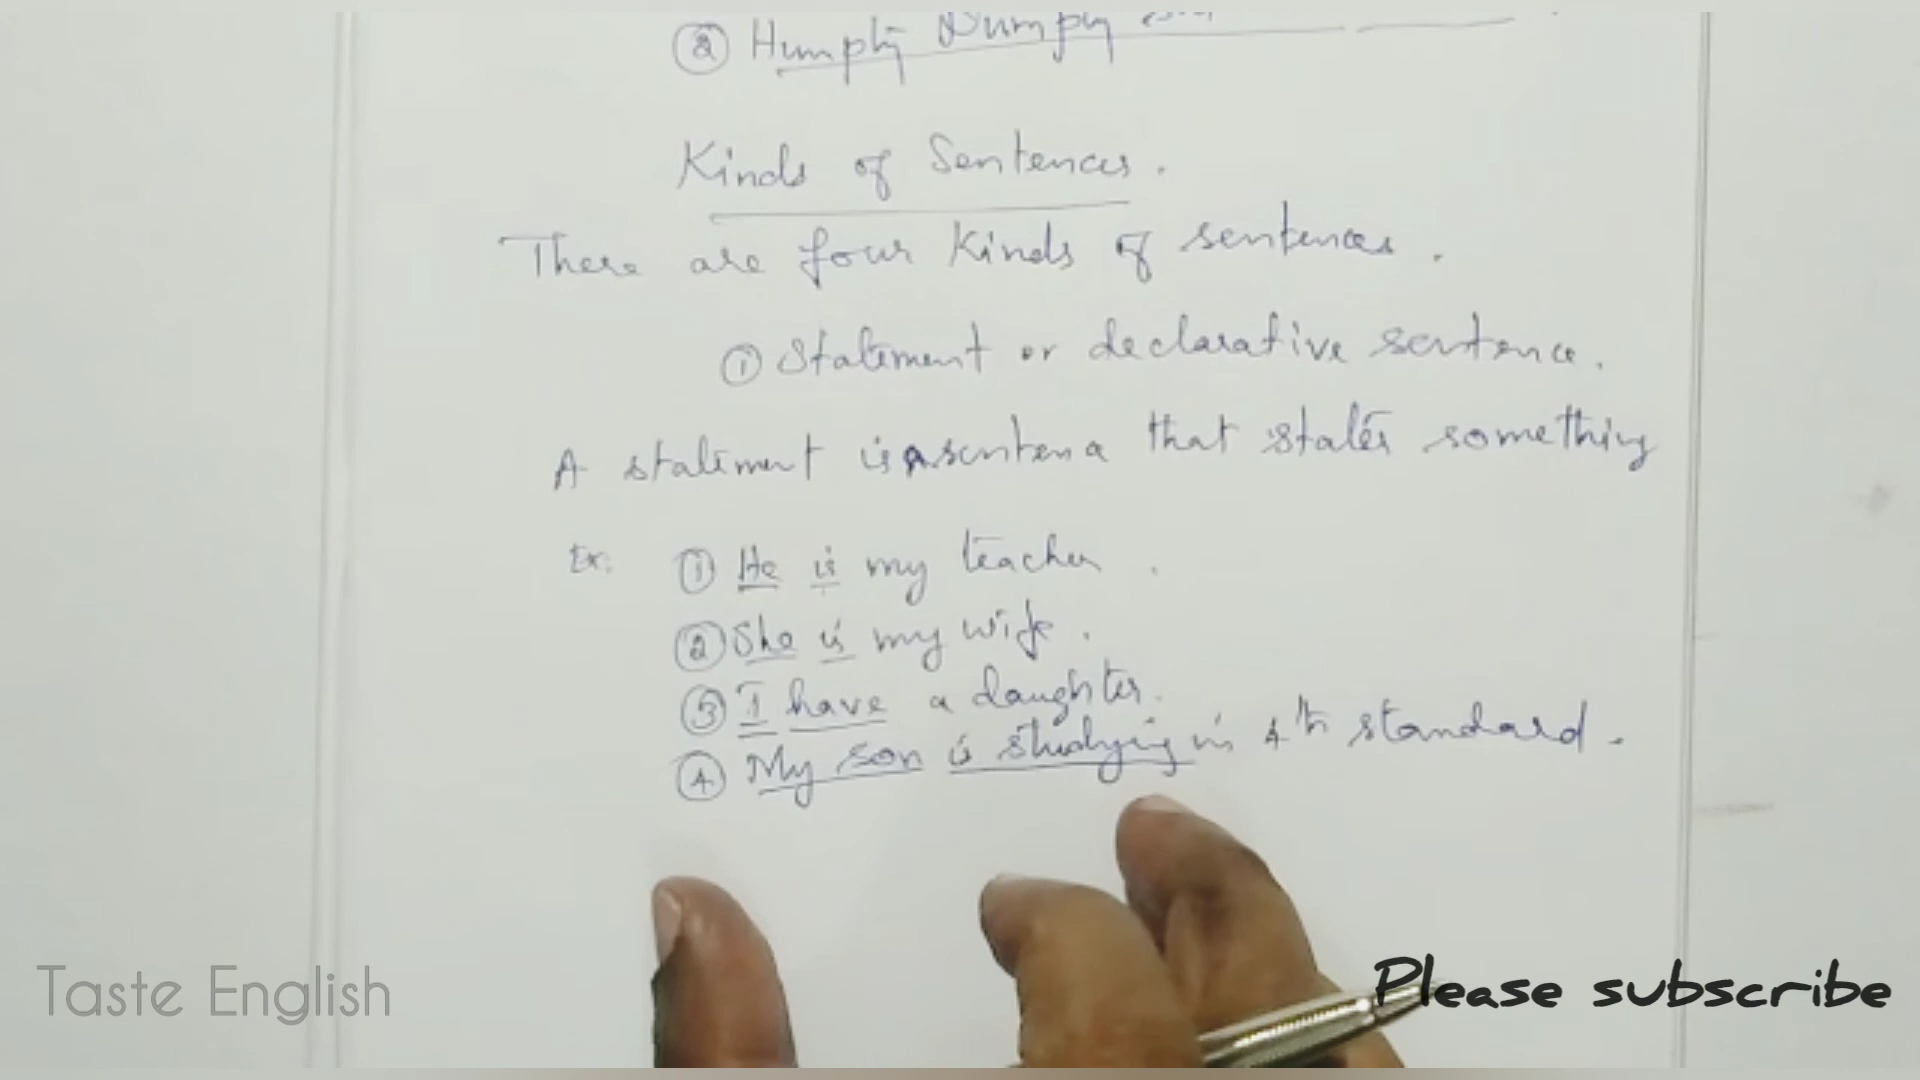 ② Humpty Dumpty sat
Kinds of Sentences.
There are four Kinds of sentences.
① Statement or declarative sentence.
A statement is a sentence that states something
Ex. ① He is my teacher.
② She is my wife.
③ I have a daughter.
④ My son is studying in 4th standard.
Taste English
Please subscribe